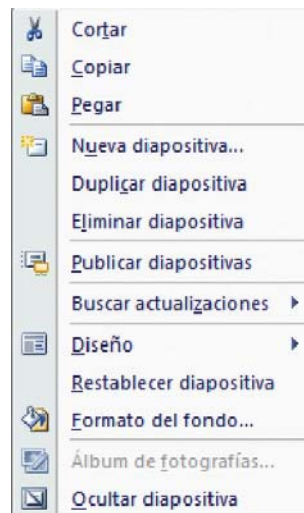 Cortar
Copiar
Pegar
Nueva diapositiva...
Duplicar diapositiva
Eliminar diapositiva
Publicar diapositivas
Buscar actualizaciones
Diseño
Restablecer diapositiva
Formato del fondo...
Álbum de fotografías...
Ocultar diapositiva